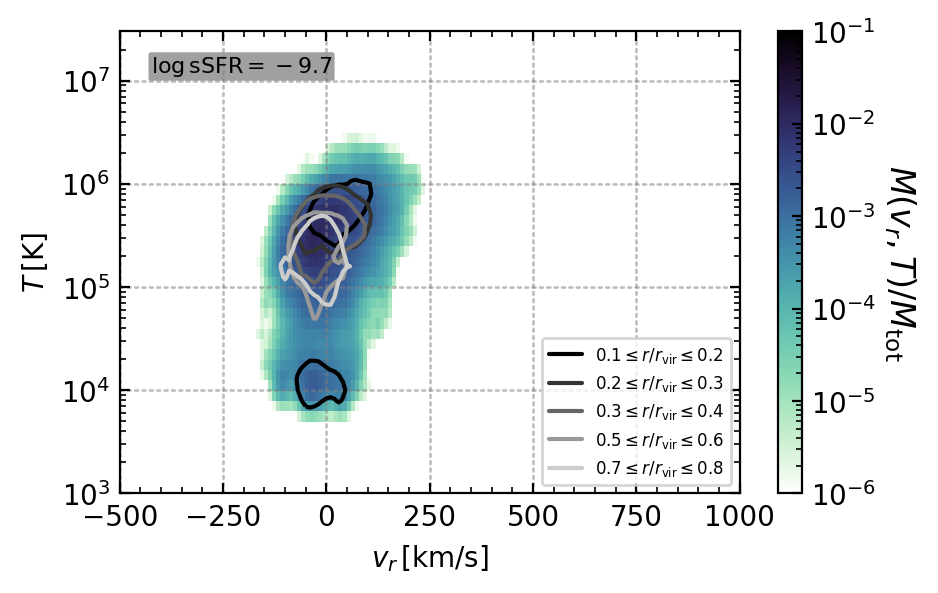 log sSFR = −9.7
10⁷
10⁶
10⁵
10⁴
10³
T [K]
−500 −250 0 250 500 750 1000
v_r [km/s]
0.1 ≤ r/r_vir ≤ 0.2
0.2 ≤ r/r_vir ≤ 0.3
0.3 ≤ r/r_vir ≤ 0.4
0.5 ≤ r/r_vir ≤ 0.6
0.7 ≤ r/r_vir ≤ 0.8
10⁻¹
10⁻²
10⁻³
10⁻⁴
10⁻⁵
10⁻⁶
M(v_r, T)/M_tot